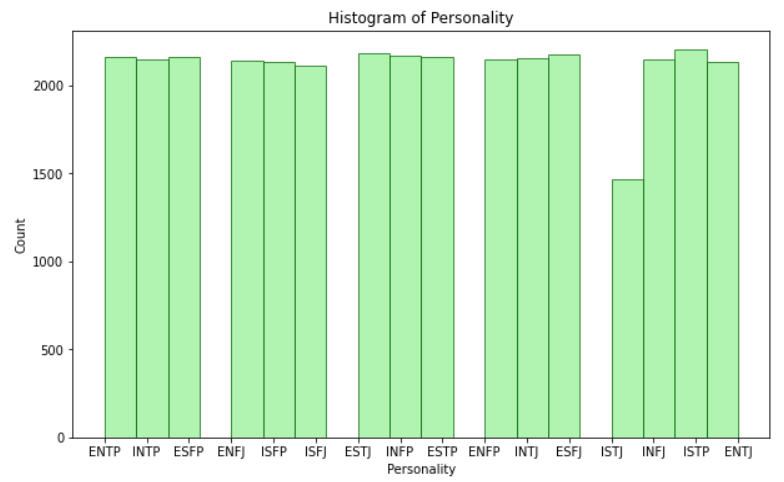 Histogram of Personality
2000
1500
1000
500
0
Count
ENTP INTP ESFP ENFJ ISFP ISFJ ESTJ INFP ESTP ENFP INTJ ESFJ ISTJ INFJ ISTP ENTJ
Personality